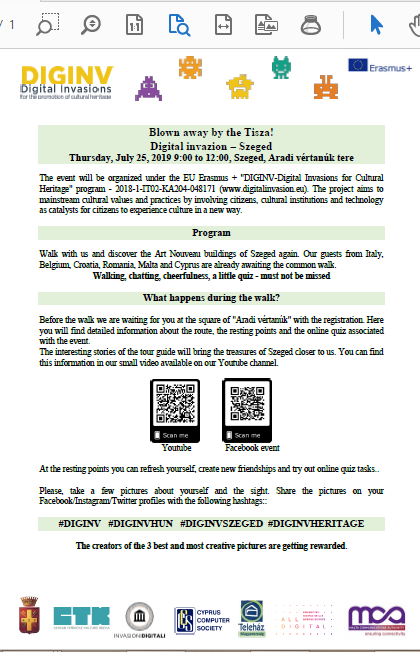 / 1
DIGINV
Digital Invasions
For the promotion of cultural heritage
Erasmus+
Blown away by the Tisza!
Digital invazion – Szeged
Thursday, July 25, 2019 9:00 to 12:00, Szeged, Aradi vértanúk tere
The event will be organized under the EU Erasmus + "DIGINV-Digital Invasions for Cultural
Heritage" program - 2018-1-IT02-KA204-048171 (www.digitalinvasion.eu). The project aims to
mainstream cultural values and practices by involving citizens, cultural institutions and technology
as catalysts for citizens to experience culture in a new way.
Program
Walk with us and discover the Art Nouveau buildings of Szeged again. Our guests from Italy,
Belgium, Croatia, Romania, Malta and Cyprus are already awaiting the common walk.
Walking, chatting, cheerfulness, a little quiz - must not be missed
What happens during the walk?
Before the walk we are waiting for you at the square of "Aradi vértanúk" with the registration. Here
you will find detailed information about the route, the resting points and the online quiz associated
with the event.
The interesting stories of the tour guide will bring the treasures of Szeged closer to us. You can find
this information in our small video available on our Youtube channel.
Scan me Scan me
Youtube Facebook event
At the resting points you can refresh yourself, create new friendships and try out online quiz tasks..
Please, take a few pictures about yourself and the sight. Share the pictures on your
Facebook/Instagram/Twitter profiles with the following hashtags::
#DIGINV #DIGINVHUN #DIGINVSZEGED #DIGINVHERITAGE
The creators of the 3 best and most creative pictures are getting rewarded.
CTK
INVASIONI DIGITALI
CCS
CYPRUS
COMPUTER
SOCIETY
Teleház
Magyarország
ALL
DIGITAL
mca
ensuring connectivity